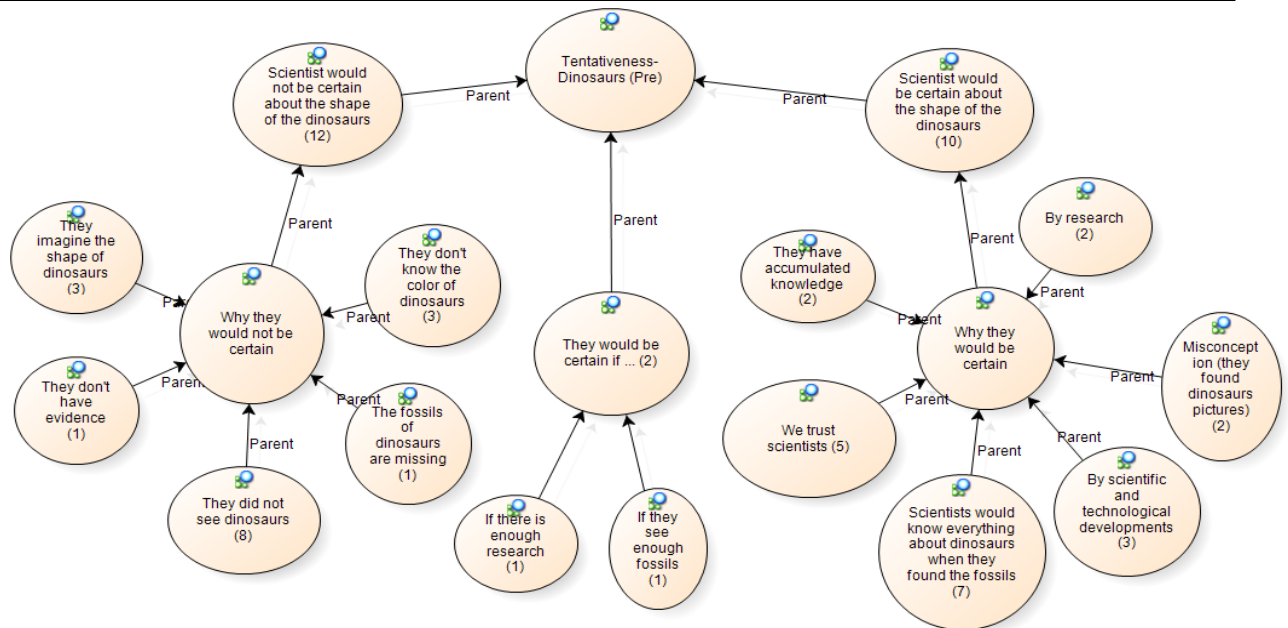 Tentativeness-
Dinosaurs (Pre)
Scientist would
not be certain
about the shape
of the dinosaurs
(12)
Parent
Parent
Scientist would
be certain about
the shape of the
dinosaurs
(10)
Parent
Parent
Parent
They
imagine the
shape of
dinosaurs
(3)
Parent
They don't
know the
color of
dinosaurs
(3)
Parent
Why they
would not be
certain
They don't
have
evidence
(1)
Parent
They did not
see dinosaurs
(8)
Parent
The fossils
of
dinosaurs
are missing
(1)
Parent
They would be
certain if ... (2)
If there is
enough
research
(1)
If they
see
enough
fossils
(1)
By research
(2)
Parent
They have
accumulated
knowledge
(2)
Parent
Why they
would be
certain
Misconcept
ion (they
found
dinosaurs
pictures)
(2)
Parent
We trust
scientists (5)
Parent
Scientists would
know everything
about dinosaurs
when they
found the fossils
(7)
Parent
By scientific
and
technological
developments
(3)
Parent